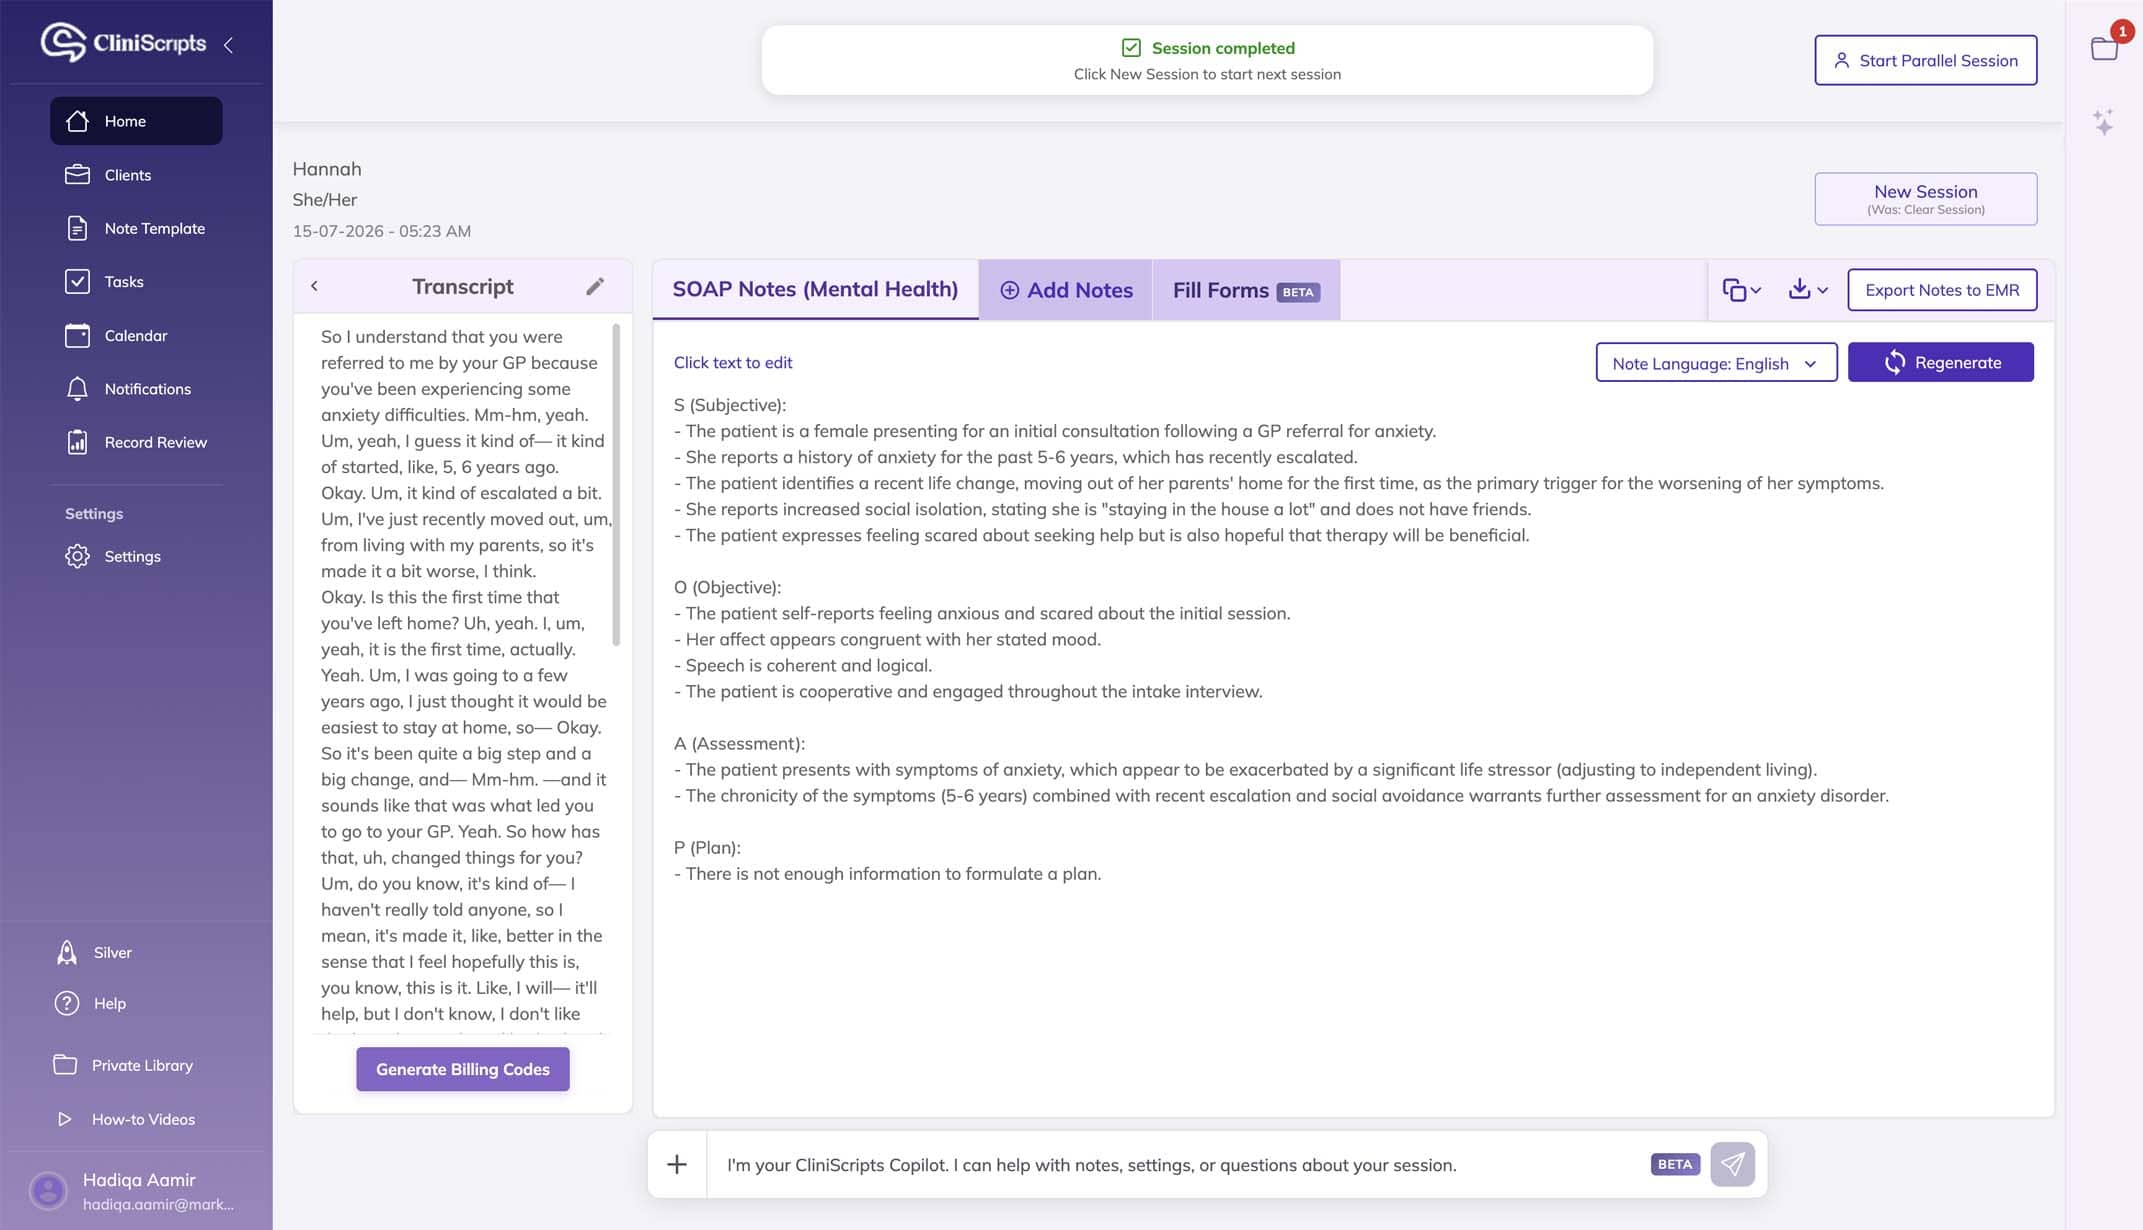 CliniScripts
Home
Clients
Note Template
Tasks
Calendar
Notifications
Record Review
Settings
Settings
Silver
Help
Private Library
How-to Videos
Hadiqa Aamir
hadiqa.aamir@mark...
Session completed
Click New Session to start next session
Start Parallel Session
1
Hannah
She/Her
15-07-2026 - 05:23 AM
New Session
(Was: Clear Session)
Transcript
So I understand that you were
referred to me by your GP because
you've been experiencing some
anxiety difficulties. Mm-hm, yeah.
Um, yeah, I guess it kind of— it kind
of started, like, 5, 6 years ago.
Okay. Um, it kind of escalated a bit.
Um, I've just recently moved out, um,
from living with my parents, so it's
made it a bit worse, I think.
Okay. Is this the first time that
you've left home? Uh, yeah. I, um,
yeah, it is the first time, actually.
Yeah. Um, I was going to a few
years ago, I just thought it would be
easiest to stay at home, so— Okay.
So it's been quite a big step and a
big change, and— Mm-hm. —and it
sounds like that was what led you
to go to your GP. Yeah. So how has
that, uh, changed things for you?
Um, do you know, it's kind of— I
haven't really told anyone, so I
mean, it's made it, like, better in the
sense that I feel hopefully this is,
you know, this is it. Like, I will— it'll
help, but I don't know, I don't like
Generate Billing Codes
SOAP Notes (Mental Health)
Add Notes
Fill Forms BETA
Export Notes to EMR
Click text to edit
Note Language: English
Regenerate
S (Subjective):
- The patient is a female presenting for an initial consultation following a GP referral for anxiety.
- She reports a history of anxiety for the past 5-6 years, which has recently escalated.
- The patient identifies a recent life change, moving out of her parents' home for the first time, as the primary trigger for the worsening of her symptoms.
- She reports increased social isolation, stating she is "staying in the house a lot" and does not have friends.
- The patient expresses feeling scared about seeking help but is also hopeful that therapy will be beneficial.
O (Objective):
- The patient self-reports feeling anxious and scared about the initial session.
- Her affect appears congruent with her stated mood.
- Speech is coherent and logical.
- The patient is cooperative and engaged throughout the intake interview.
A (Assessment):
- The patient presents with symptoms of anxiety, which appear to be exacerbated by a significant life stressor (adjusting to independent living).
- The chronicity of the symptoms (5-6 years) combined with recent escalation and social avoidance warrants further assessment for an anxiety disorder.
P (Plan):
- There is not enough information to formulate a plan.
I'm your CliniScripts Copilot. I can help with notes, settings, or questions about your session.
BETA